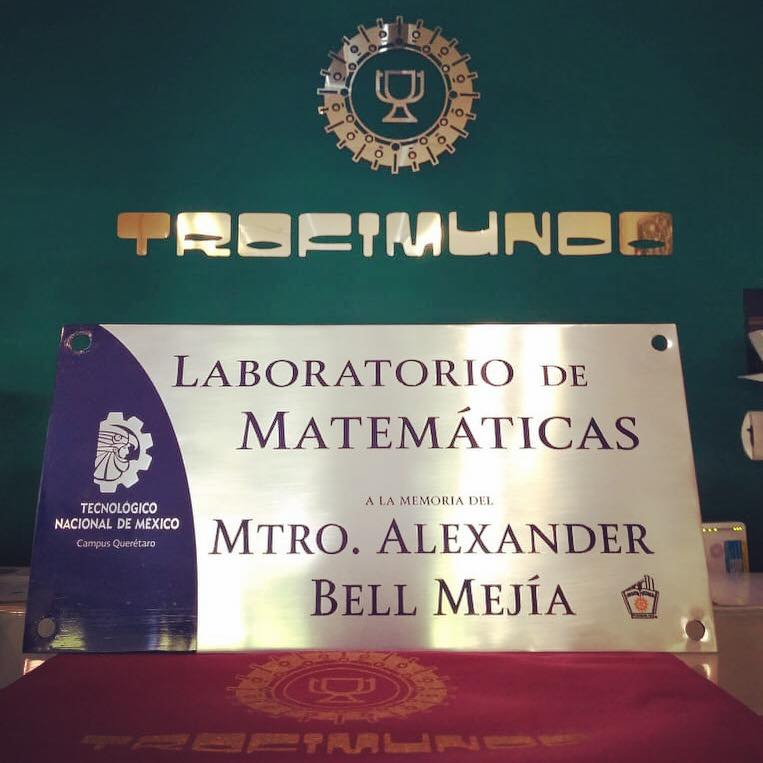 TROFIMUNDO
LABORATORIO DE
MATEMÁTICAS
A LA MEMORIA DEL
MTRO. ALEXANDER
BELL MEJÍA
TECNOLÓGICO
NACIONAL DE MÉXICO
Campus Querétaro
TROFIMUNDO